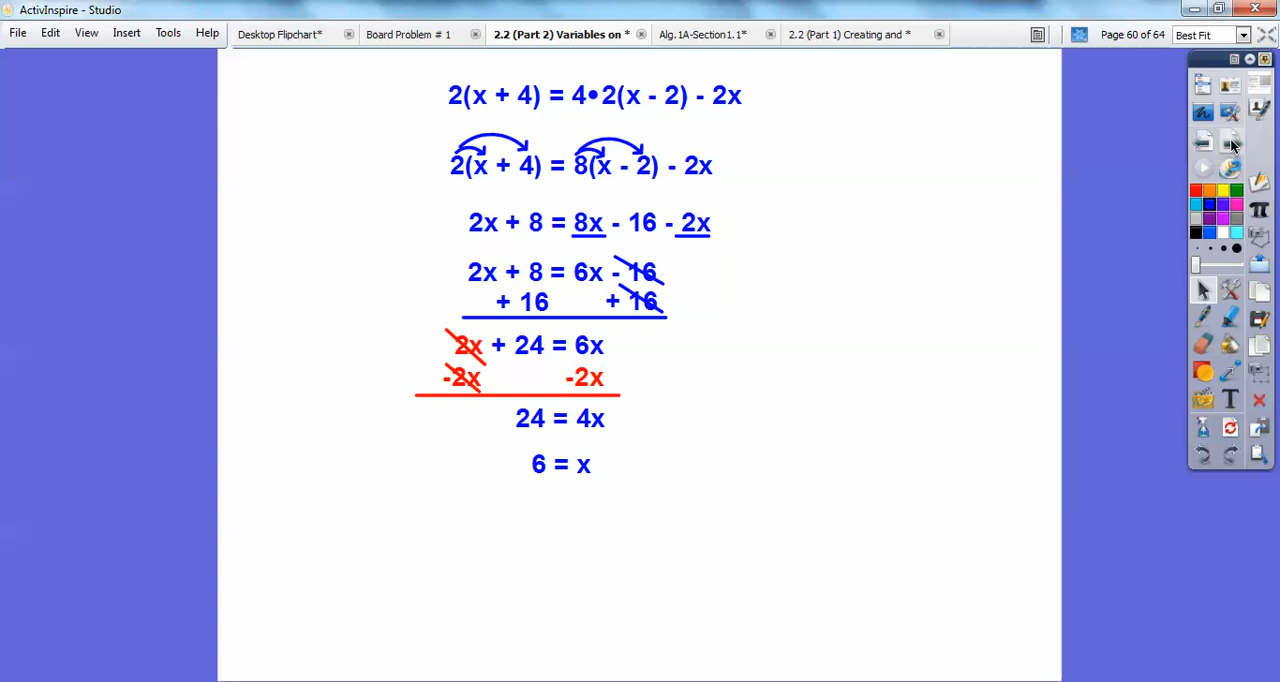 ActivInspire - Studio
File Edit View Insert Tools Help Desktop Flipchart* Board Problem # 1 2.2 (Part 2) Variables on * Alg.1A-Section1.1* 2.2 (Part 1) Creating and * Page 60 of 64 Best Fit
2(x + 4) = 4•2(x - 2) - 2x
2(x + 4) = 8(x - 2) - 2x
2x + 8 = 8x - 16 - 2x
2x + 8 = 6x - 16
+ 16 + 16
2x + 24 = 6x
-2x -2x
24 = 4x
6 = x